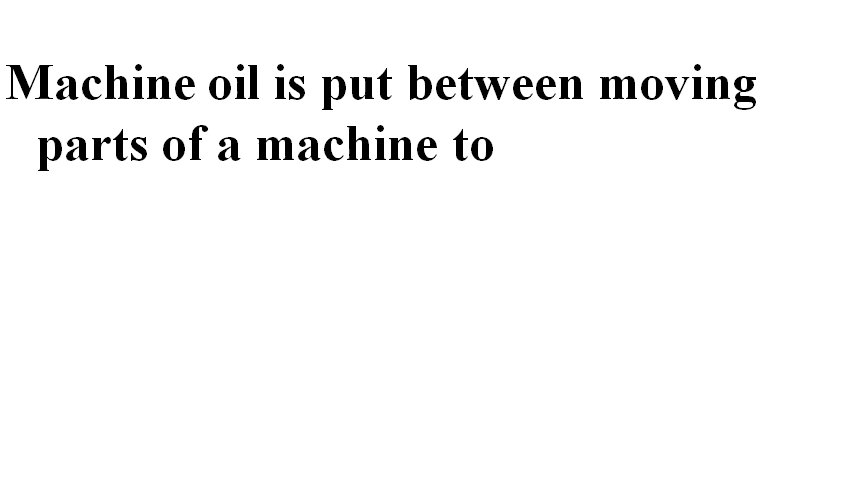 Machine oil is put between moving
parts of a machine to